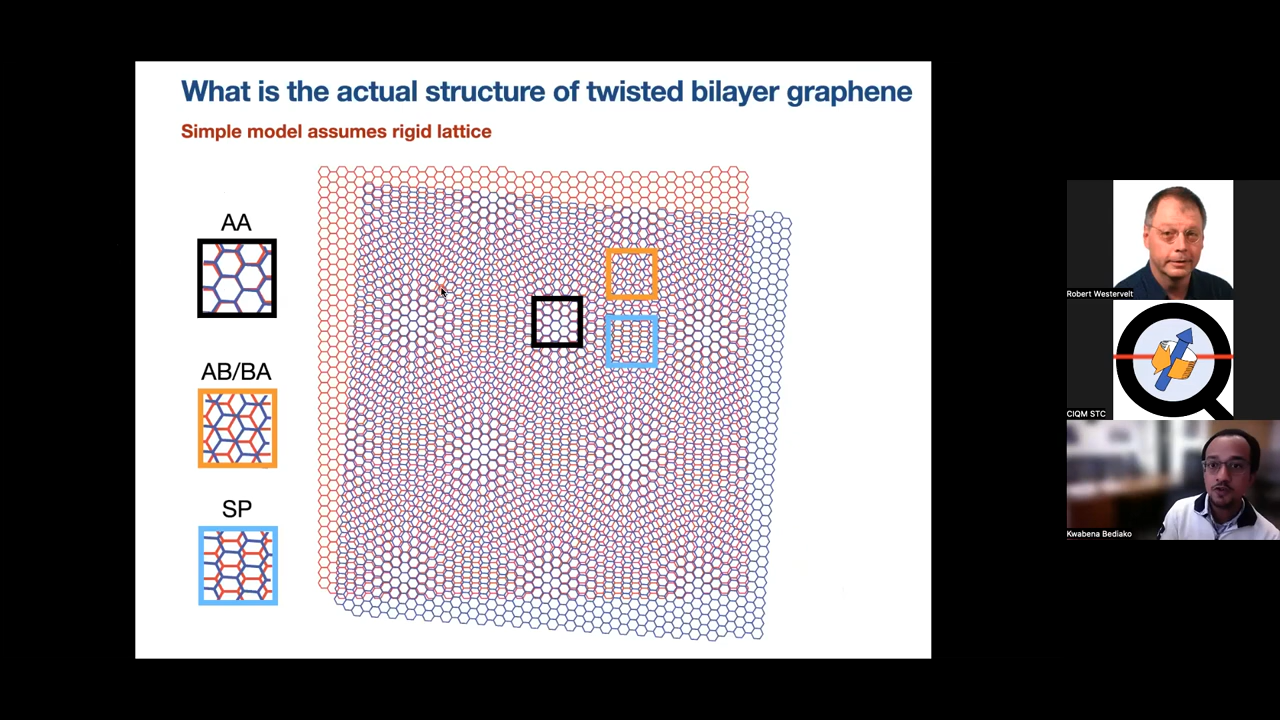 What is the actual structure of twisted bilayer graphene
Simple model assumes rigid lattice
AA
AB/BA
SP
Robert Westervelt
CIQM STC
Kwabena Bediako